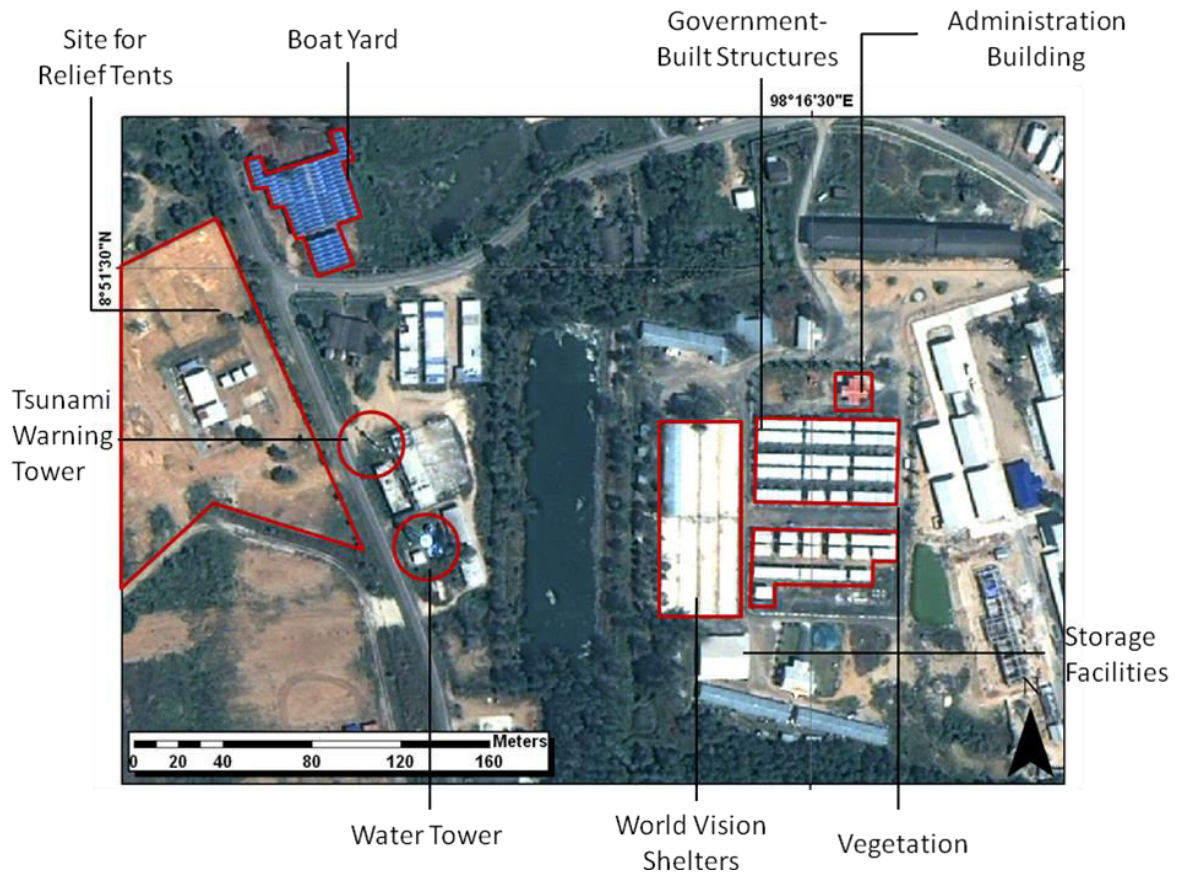 Site for
Relief Tents
Boat Yard
Government-
Built Structures
Administration
Building
98°16'30"E
8°51'30"N
Tsunami
Warning
Tower
Storage
Facilities
N
Meters
0 20 40 80 120 160
Water Tower
World Vision
Shelters
Vegetation